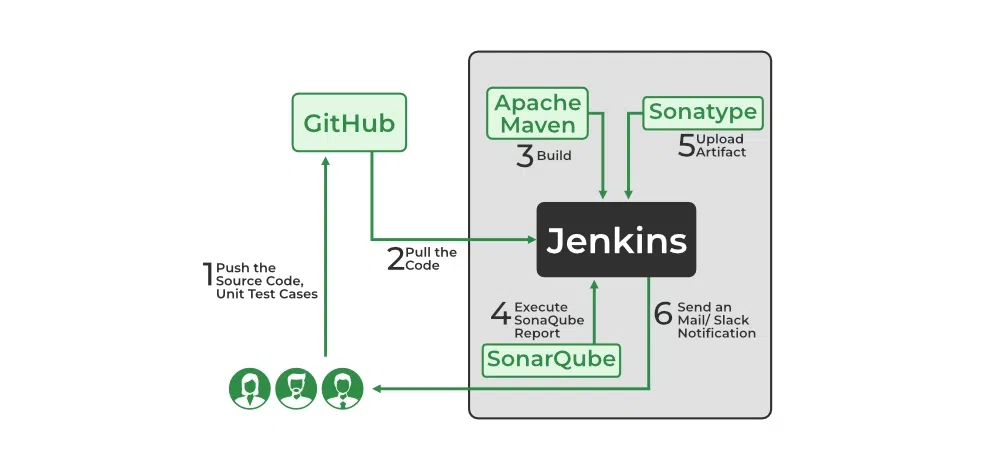 GitHub
1 Push the
Source Code,
Unit Test Cases
2 Pull the
Code
Apache
Maven
3 Build
Sonatype
5 Upload
Artifact
Jenkins
4 Execute
SonaQube
Report
SonarQube
6 Send an
Mail/ Slack
Notification